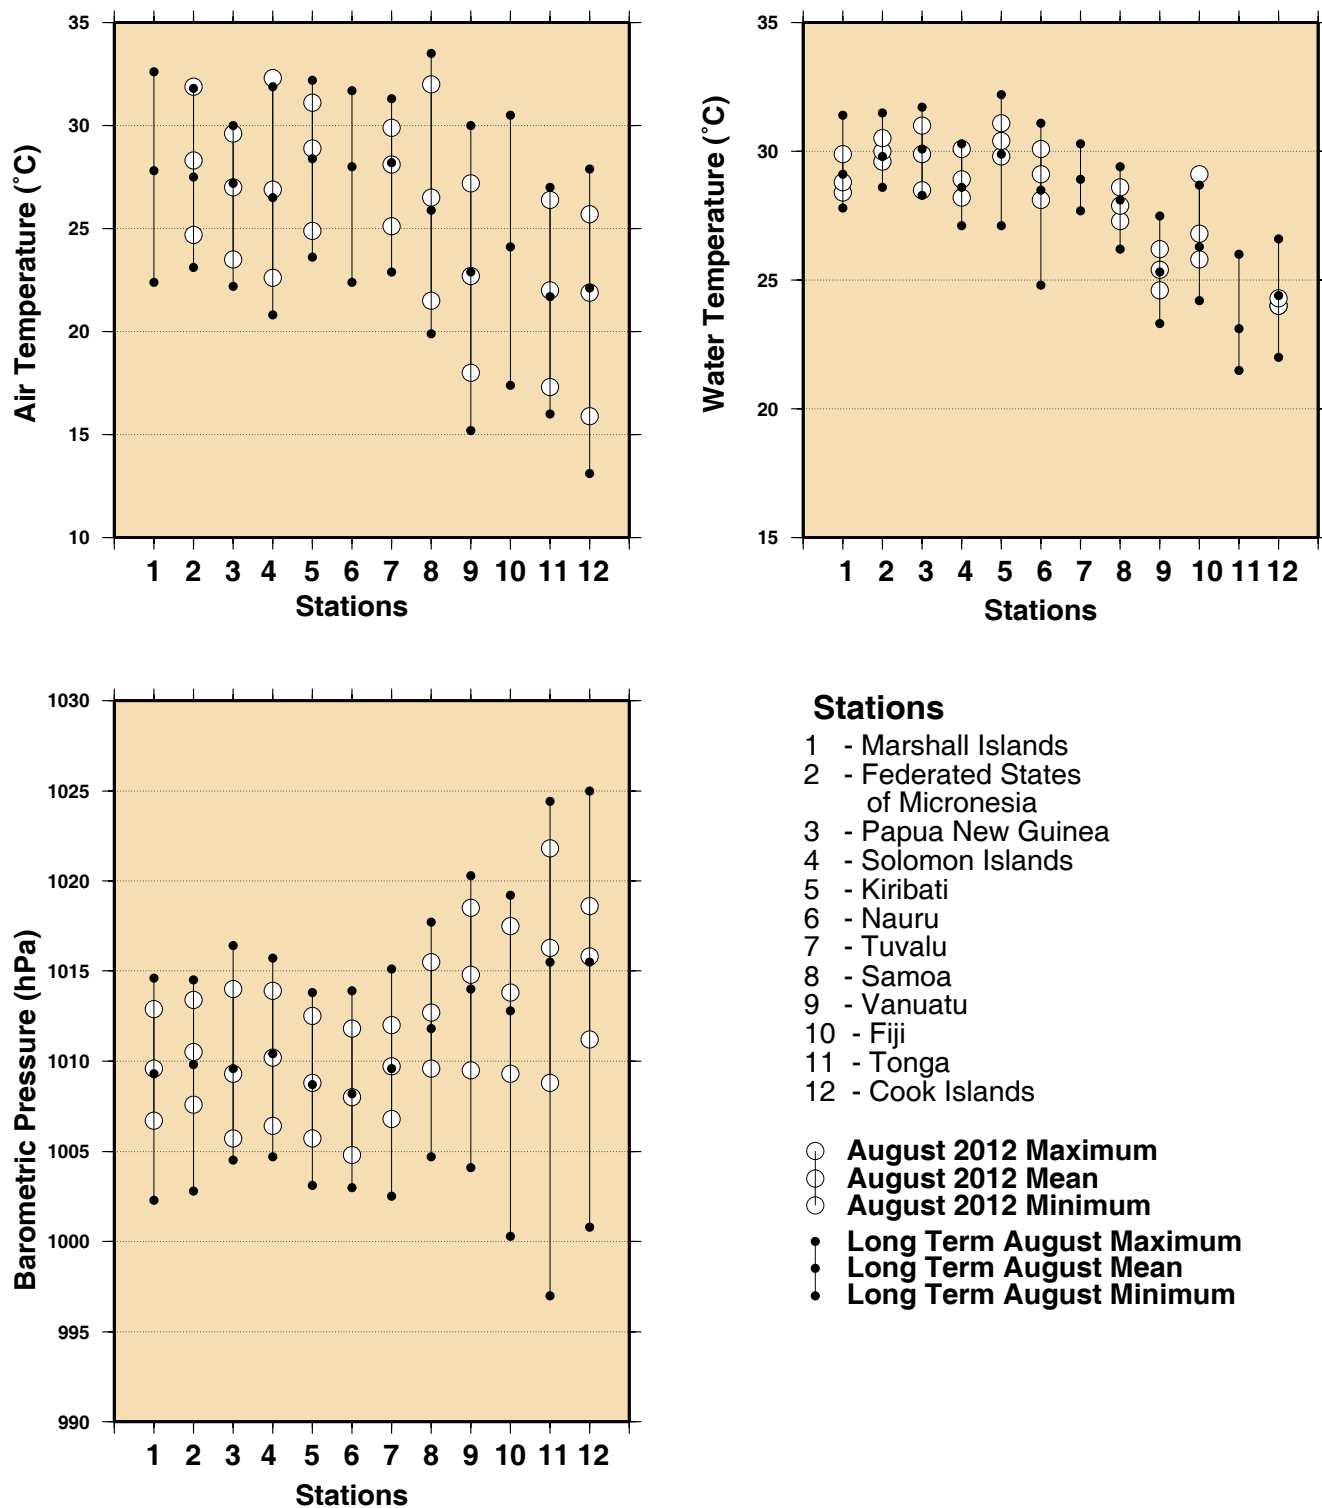 35
30
25
20
15
10
Air Temperature (˚C)
1 2 3 4 5 6 7 8 9 10 11 12
Stations
35
30
25
20
15
Water Temperature (˚C)
1 2 3 4 5 6 7 8 9 10 11 12
Stations
1030
1025
1020
1015
1010
1005
1000
995
990
Barometric Pressure (hPa)
1 2 3 4 5 6 7 8 9 10 11 12
Stations
Stations
1 - Marshall Islands
2 - Federated States
of Micronesia
3 - Papua New Guinea
4 - Solomon Islands
5 - Kiribati
6 - Nauru
7 - Tuvalu
8 - Samoa
9 - Vanuatu
10 - Fiji
11 - Tonga
12 - Cook Islands
August 2012 Maximum
August 2012 Mean
August 2012 Minimum
Long Term August Maximum
Long Term August Mean
Long Term August Minimum